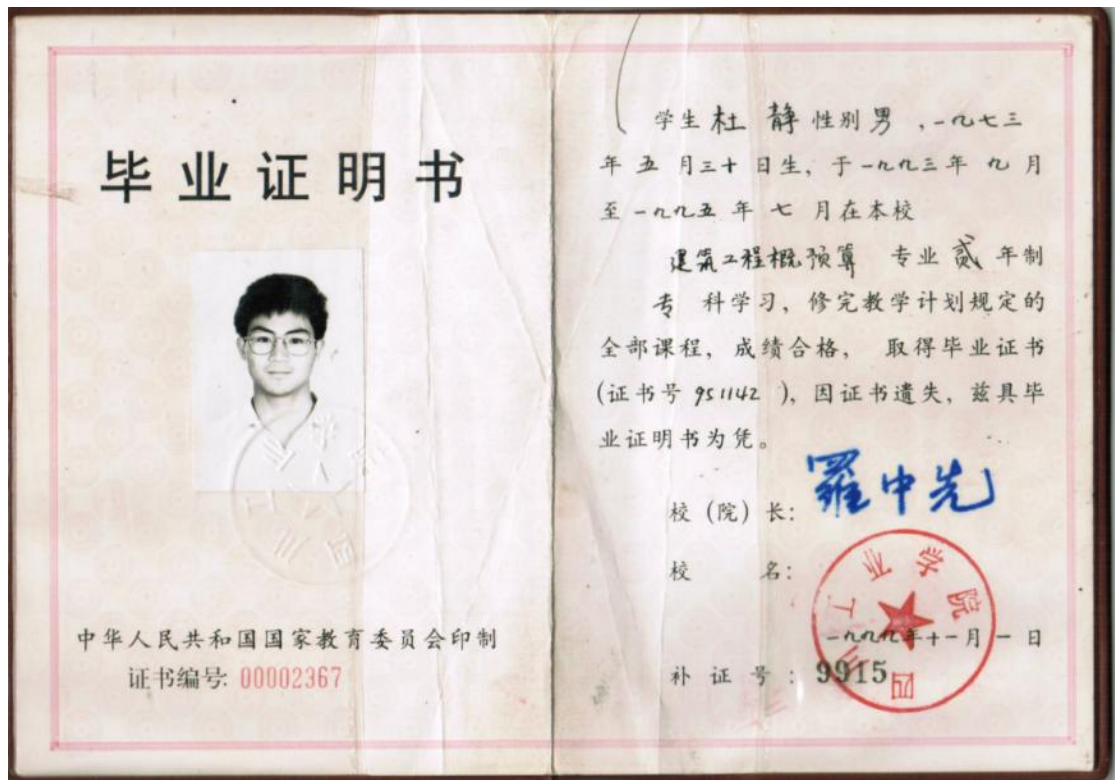 毕业证明书
中华人民共和国国家教育委员会印制
证书编号: 00002367
学生 杜 静 性别 男 ,一九七三
年 五 月三十 日生, 于一九九三年 九 月
至一九九五 年 七 月在本校
建筑工程概预算 专业 贰 年制
专 科学习, 修完教学计划规定的
全部课程, 成绩合格, 取得毕业证书
(证书号 951142 ), 因证书遗失, 兹具毕
业证明书为凭。
校 (院) 长: 羅中先
校 名:
四川工业学院
一九九九年十一月 一 日
补 证 号 : 9915